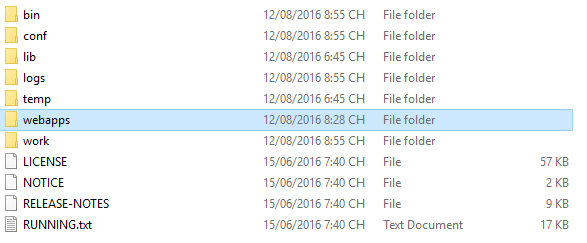 bin 12/08/2016 8:55 CH File folder
conf 12/08/2016 8:55 CH File folder
lib 12/08/2016 6:45 CH File folder
logs 12/08/2016 8:55 CH File folder
temp 12/08/2016 6:45 CH File folder
webapps 12/08/2016 8:28 CH File folder
work 12/08/2016 8:55 CH File folder
LICENSE 15/06/2016 7:40 CH File 57 KB
NOTICE 15/06/2016 7:40 CH File 2 KB
RELEASE-NOTES 15/06/2016 7:40 CH File 9 KB
RUNNING.txt 15/06/2016 7:40 CH Text Document 17 KB